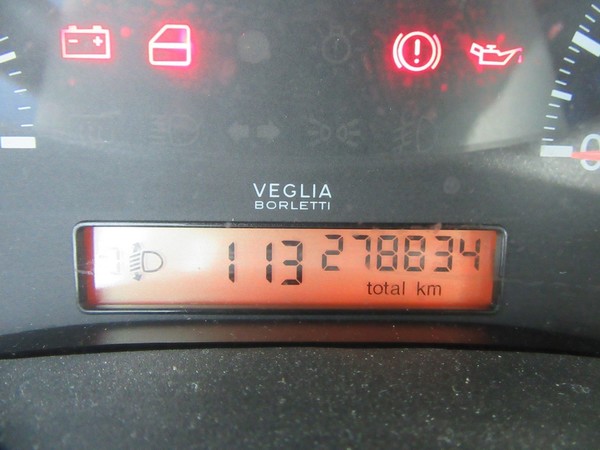 VEGLIA
BORLETTI
113 278834
total km